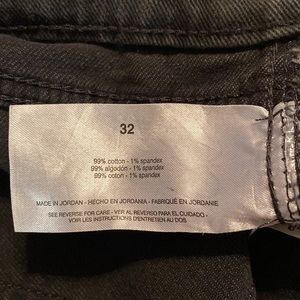 32
99% cotton - 1% spandex
99% algodón - 1% spandex
99% coton - 1% spandex
MADE IN JORDAN - HECHO EN JORDANIA - FABRIQUÉ EN JORDANIE
SEE REVERSE FOR CARE - VER AL REVERSO PARA EL CUIDADO -
VOIR LES INSTRUCTIONS D'ENTRETIEN AU DOS